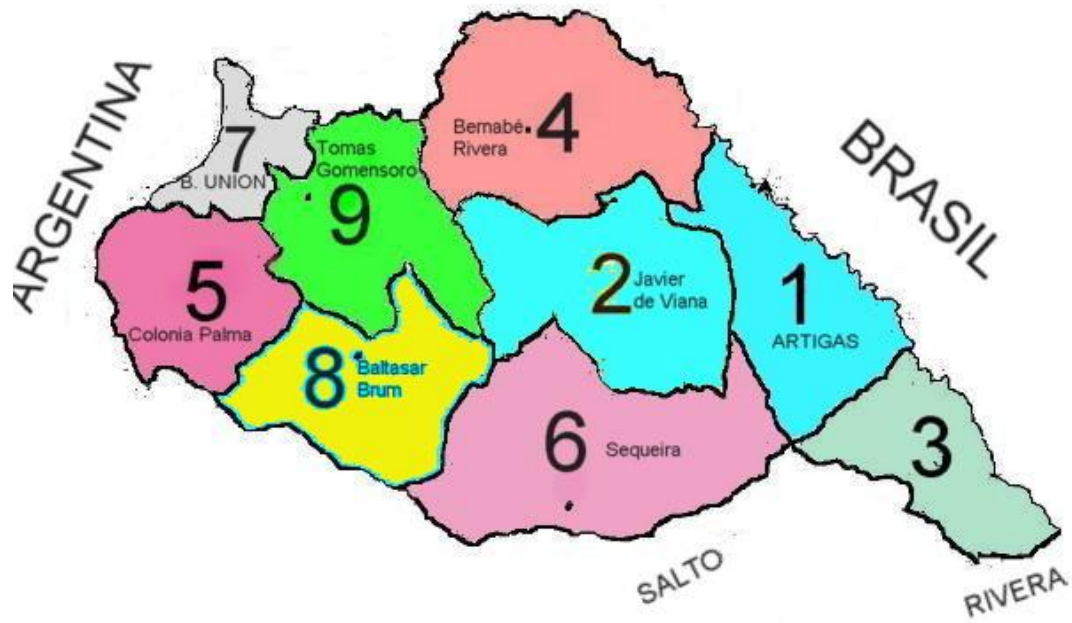 ARGENTINA
BRASIL
4
Bernabé
Rivera
7
B. UNION
Tomas
Gomensoro
9
5
Colonia Palma
2
Javier
de Viana
1
ARTIGAS
8
Baltasar
Brum
6
Sequeira
3
SALTO
RIVERA